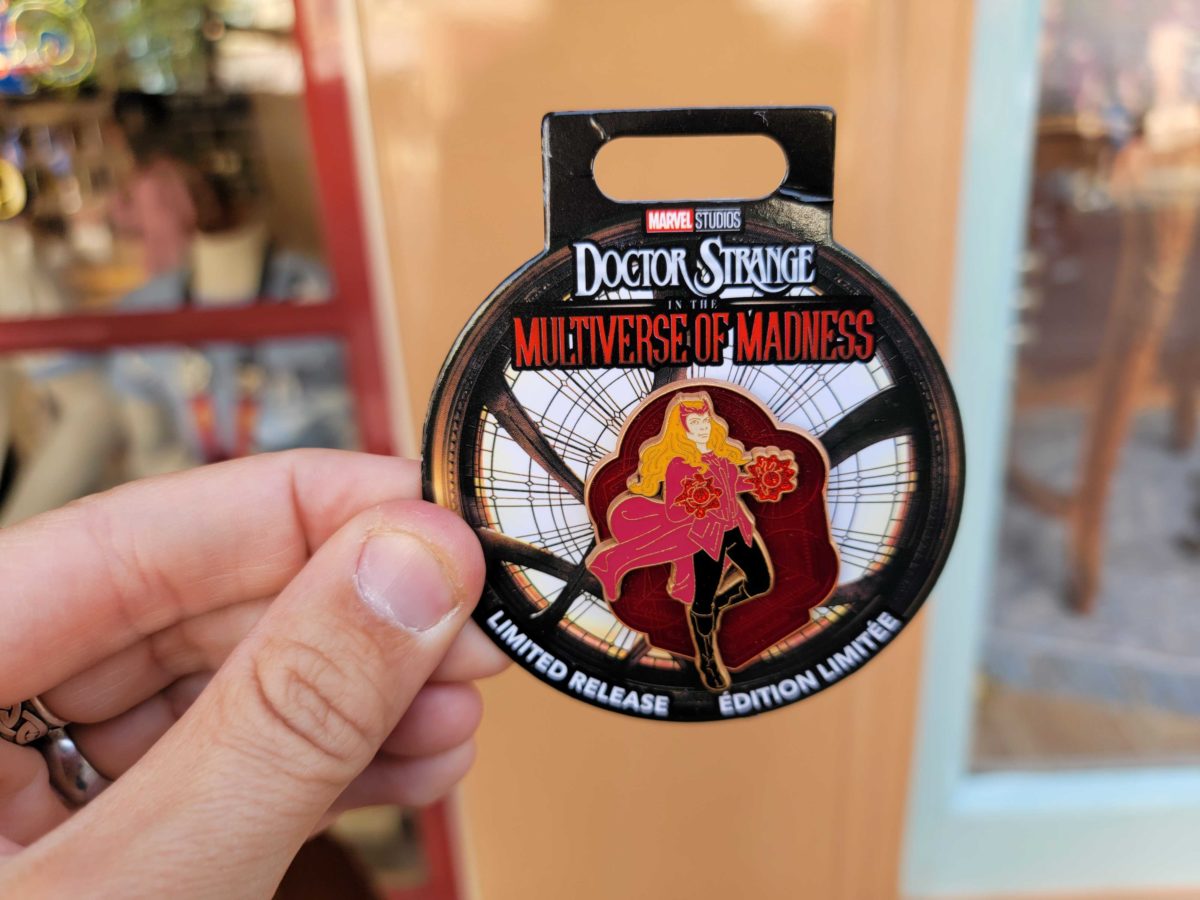 MARVEL STUDIOS
DOCTOR STRANGE
IN THE
MULTIVERSE OF MADNESS
LIMITED RELEASE
ÉDITION LIMITÉE